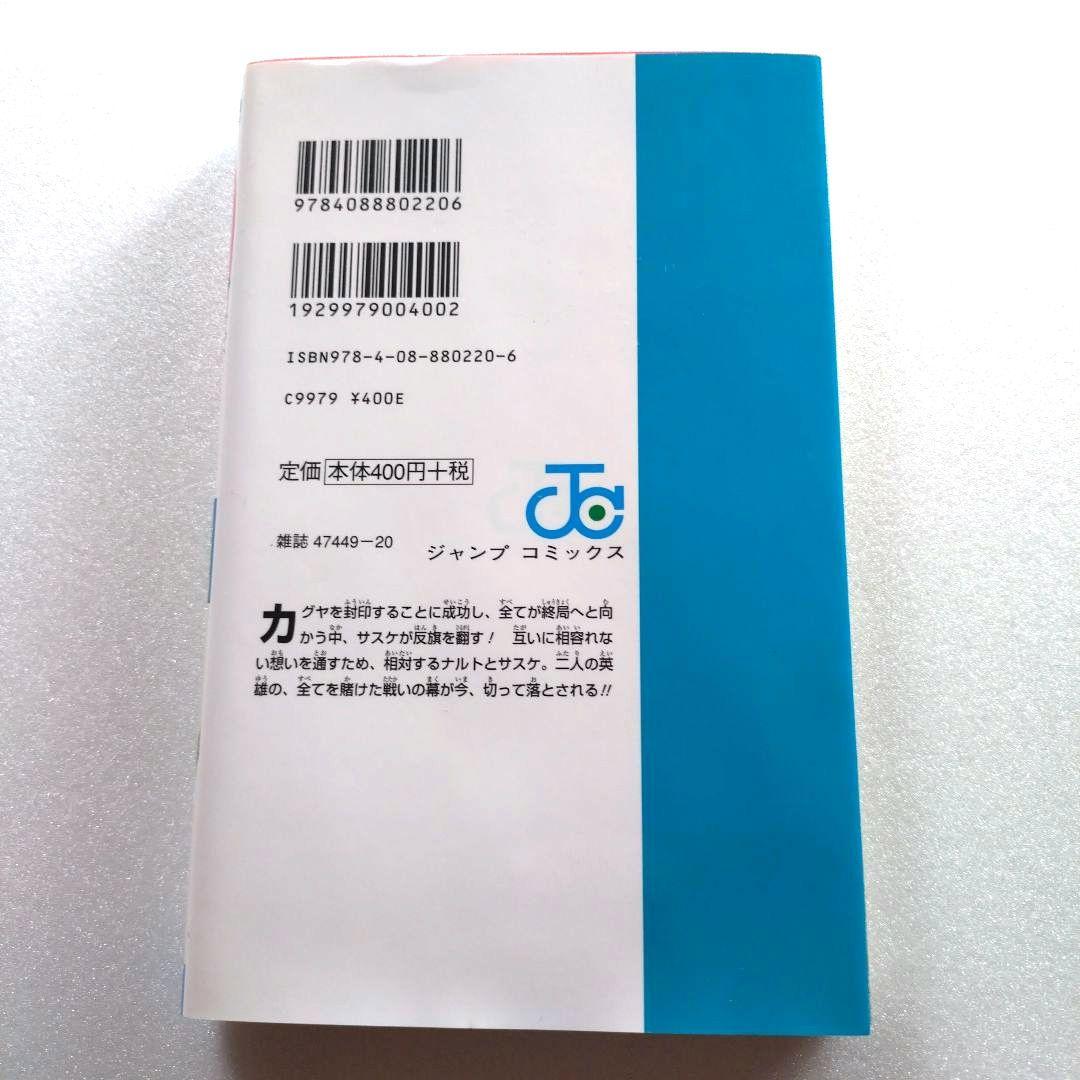 9784088802206
1929979004002
ISBN978-4-08-880220-6
C9979 ¥400E
定価 本体400円+税
雑誌 47449-20
ジャンプ コミックス
カグヤを封印することに成功し、全てが終局へと向
かう中、サスケが反旗を翻す! 互いに相容れな
い想いを通すため、相対するナルトとサスケ。二人の英
雄の、全てを賭けた戦いの幕が今、切って落とされる!!